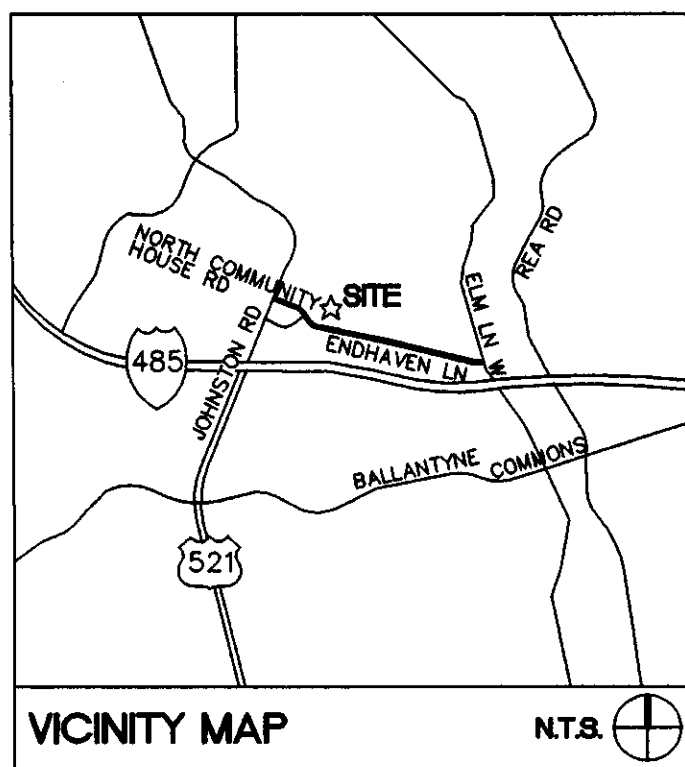 NORTH COMMUNITY
HOUSE RD
SITE
ELM LN W
REA RD
ENDHAVEN LN
485
JOHNSTON RD
BALLANTYNE COMMONS
521
VICINITY MAP
N.T.S.